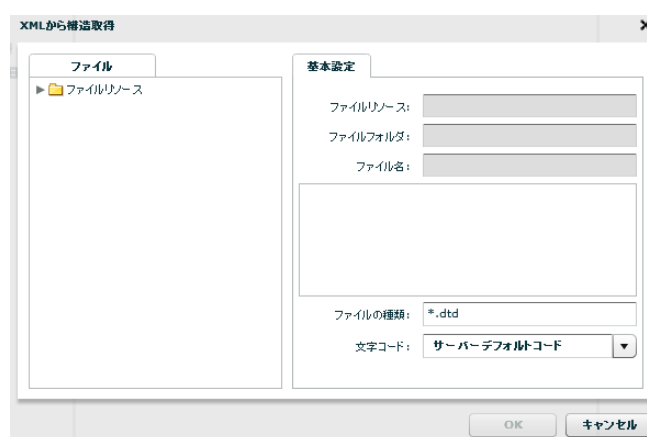 XMLから構造取得
ファイル
ファイルリソース
基本設定
ファイルリソース:
ファイルフォルダ:
ファイル名:
ファイルの種類:
*.dtd
文字コード:
サーバーデフォルトコード
OK
キャンセル